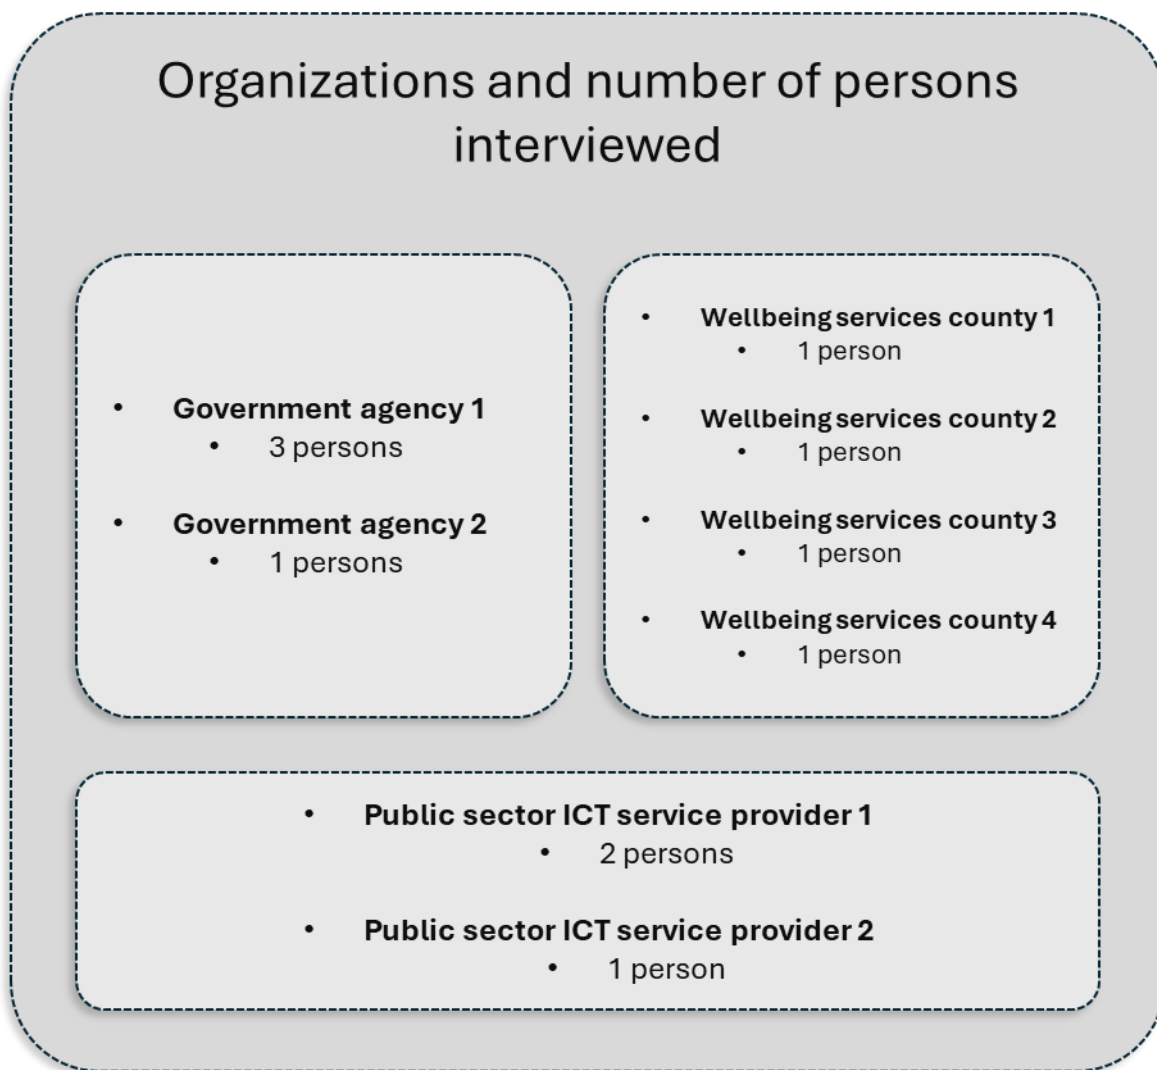 Organizations and number of persons
interviewed
• Government agency 1
• 3 persons
• Government agency 2
• 1 persons
• Wellbeing services county 1
• 1 person
• Wellbeing services county 2
• 1 person
• Wellbeing services county 3
• 1 person
• Wellbeing services county 4
• 1 person
• Public sector ICT service provider 1
• 2 persons
• Public sector ICT service provider 2
• 1 person